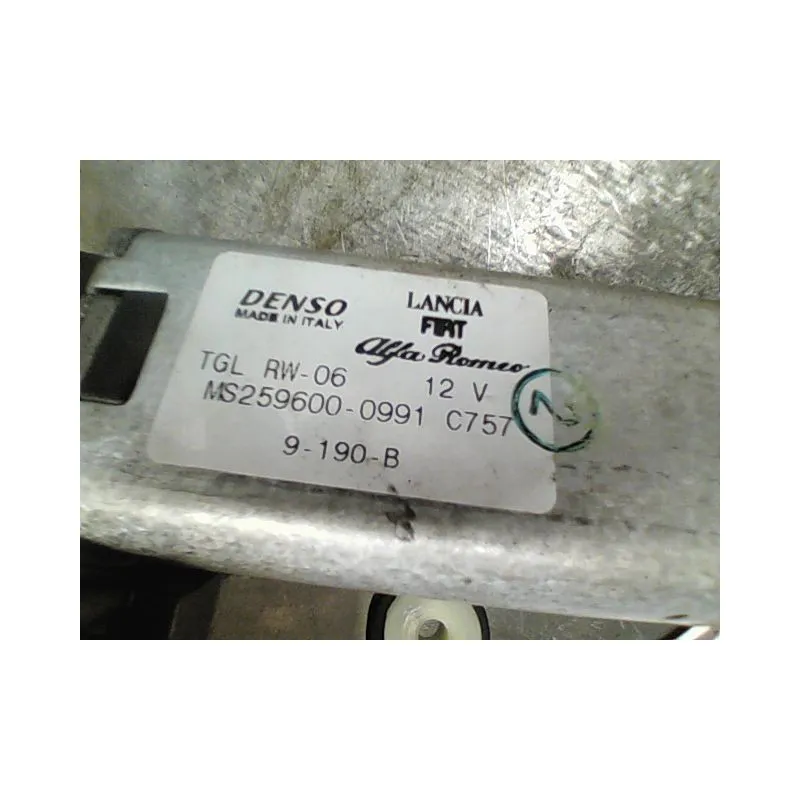 DENSO
MADE IN ITALY
LANCIA
FIAT
Alfa Romeo
TGL RW-06 12 V
MS259600-0991 C757
9-190-B